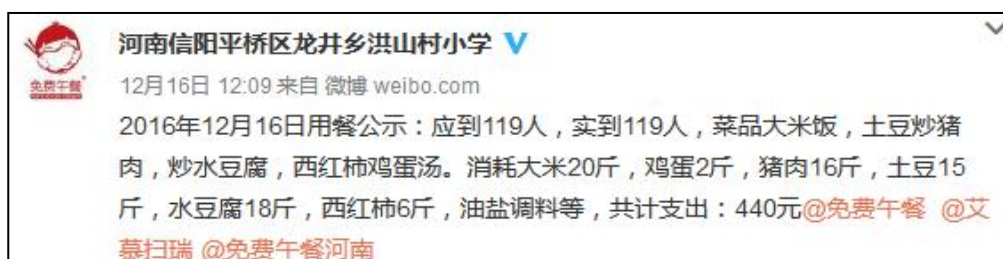 河南信阳平桥区龙井乡洪山村小学
免费午餐
12月16日 12:09 来自 微博 weibo.com
2016年12月16日用餐公示：应到119人，实到119人，菜品大米饭，土豆炒猪
肉，炒水豆腐，西红柿鸡蛋汤。消耗大米20斤，鸡蛋2斤，猪肉16斤，土豆15
斤，水豆腐18斤，西红柿6斤，油盐调料等，共计支出：440元@免费午餐 @艾
慕扫瑞 @免费午餐河南